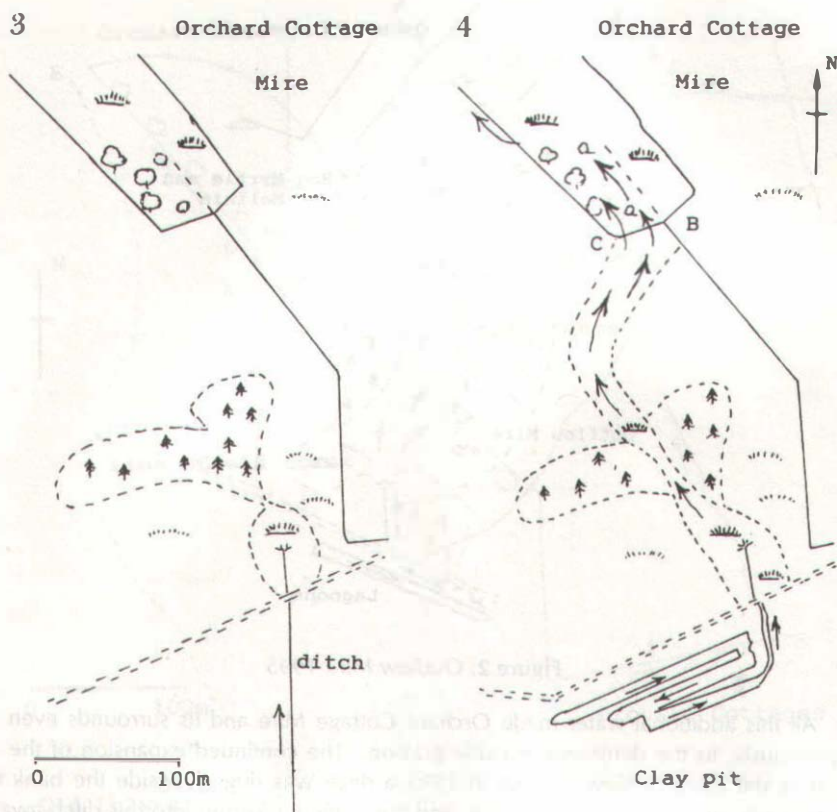 3
Orchard Cottage
Mire
ditch
0 100m
4
Orchard Cottage
Mire
N
a
a
B
C
Clay pit